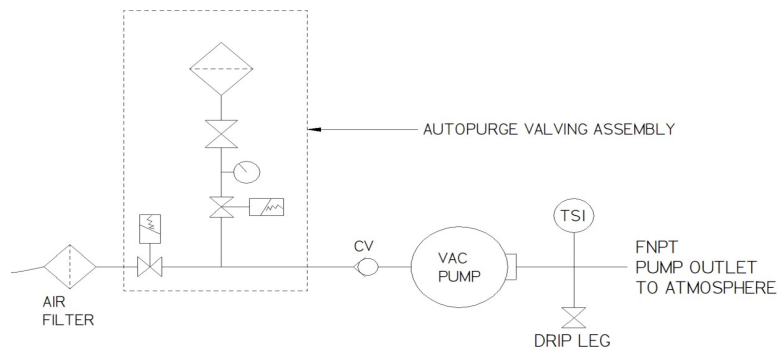 AUTOPURGE VALVING ASSEMBLY
TSI
CV
VAC
PUMP
FNPT
PUMP OUTLET
TO ATMOSPHERE
AIR
FILTER
DRIP LEG